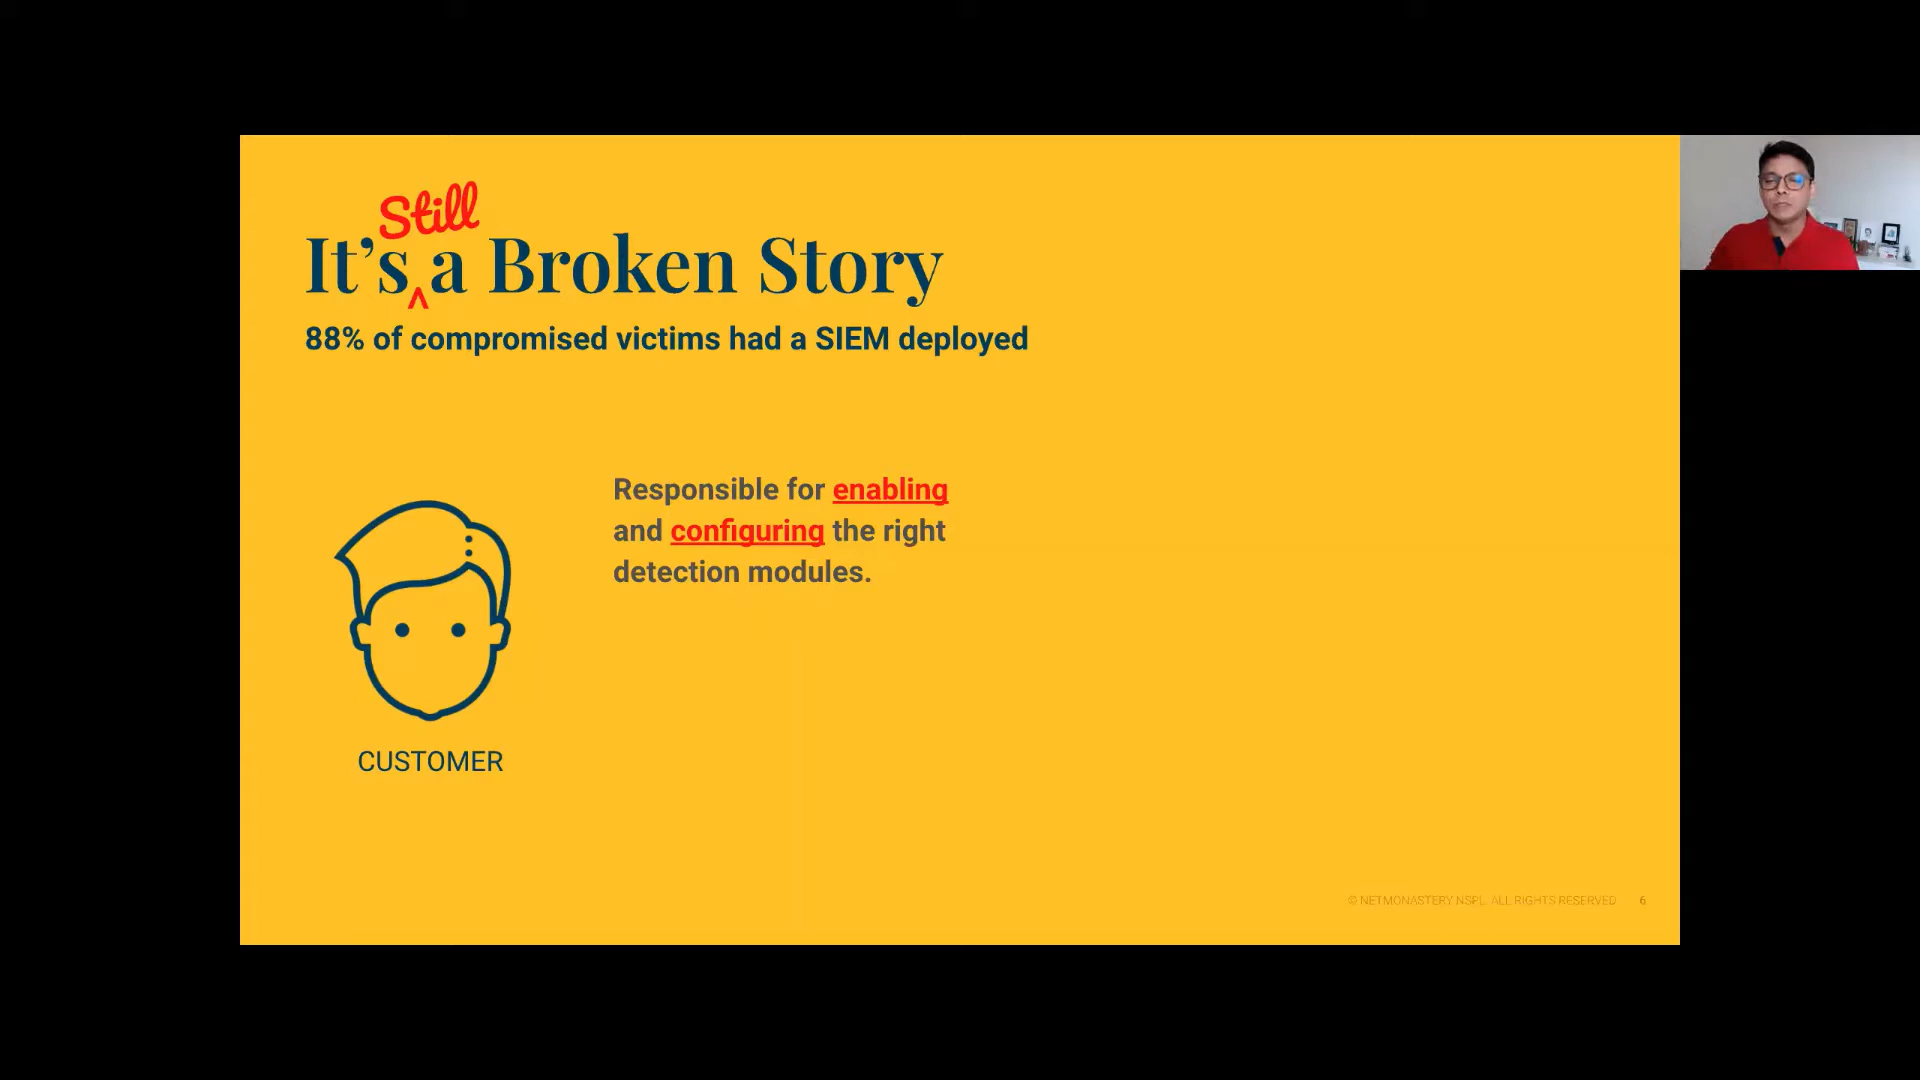 Still
It’s ^ a Broken Story
88% of compromised victims had a SIEM deployed
Responsible for enabling
and configuring the right
detection modules.
CUSTOMER
© NETMONASTERY NSPL. ALL RIGHTS RESERVED 6